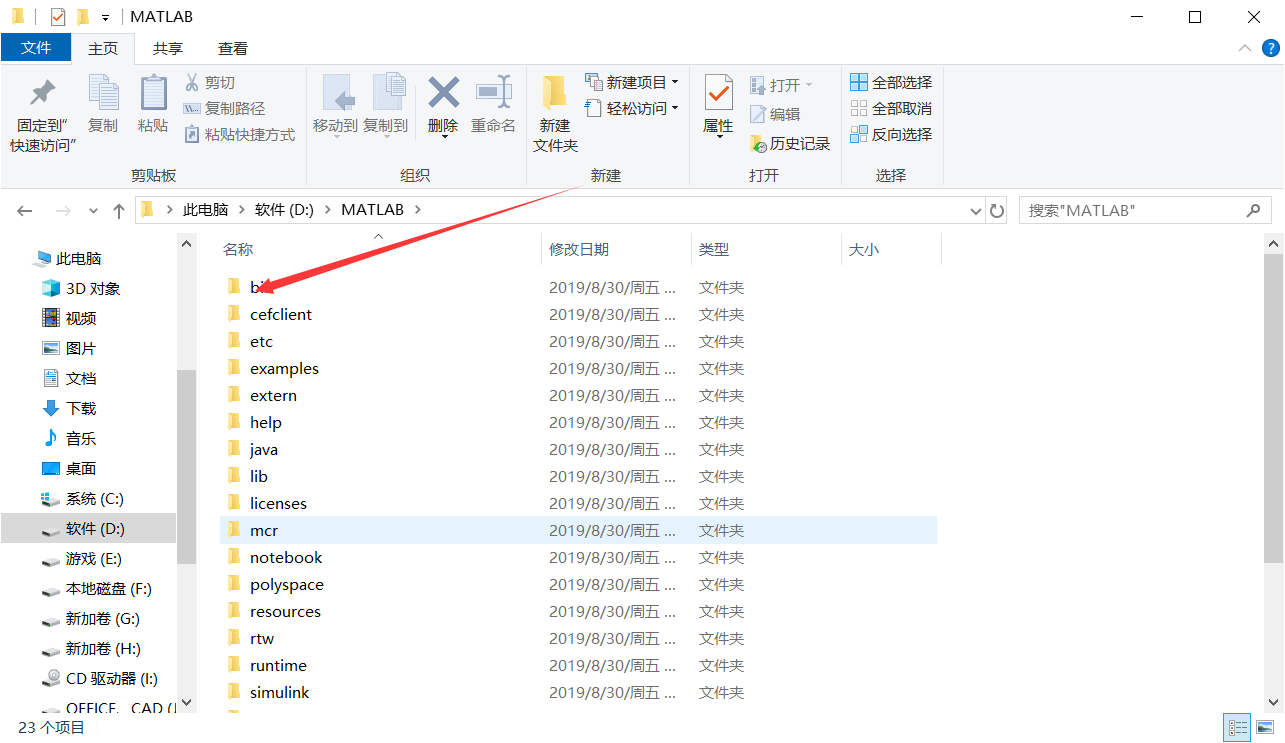 MATLAB
文件 主页 共享 查看
固定到"快速访问"
复制
粘贴
剪切
复制路径
粘贴快捷方式
剪贴板
移动到 复制到 删除 重命名
组织
新建文件夹
新建项目
轻松访问
新建
属性
打开
编辑
历史记录
打开
全部选择
全部取消
反向选择
选择
此电脑 软件 (D:) MATLAB
搜索"MATLAB"
此电脑
3D 对象
视频
图片
文档
下载
音乐
桌面
系统 (C:)
软件 (D:)
游戏 (E:)
本地磁盘 (F:)
新加卷 (G:)
新加卷 (H:)
CD 驱动器 (I:)
OFFICE、CAD (J
名称 修改日期 类型 大小
2019/8/30/周五 ... 文件夹
cefclient 2019/8/30/周五 ... 文件夹
etc 2019/8/30/周五 ... 文件夹
examples 2019/8/30/周五 ... 文件夹
extern 2019/8/30/周五 ... 文件夹
help 2019/8/30/周五 ... 文件夹
java 2019/8/30/周五 ... 文件夹
lib 2019/8/30/周五 ... 文件夹
licenses 2019/8/30/周五 ... 文件夹
mcr 2019/8/30/周五 ... 文件夹
notebook 2019/8/30/周五 ... 文件夹
polyspace 2019/8/30/周五 ... 文件夹
resources 2019/8/30/周五 ... 文件夹
rtw 2019/8/30/周五 ... 文件夹
runtime 2019/8/30/周五 ... 文件夹
simulink 2019/8/30/周五 ... 文件夹
23 个项目